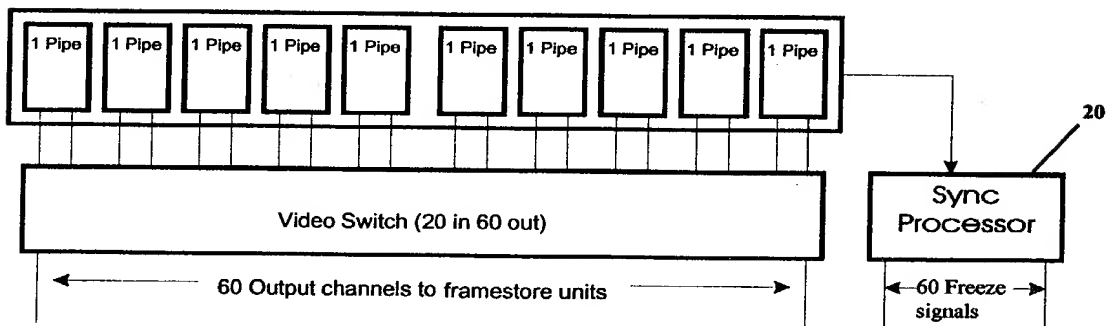 1 Pipe 1 Pipe 1 Pipe 1 Pipe 1 Pipe 1 Pipe 1 Pipe 1 Pipe 1 Pipe 1 Pipe
20
Sync
Processor
Video Switch (20 in 60 out)
60 Output channels to framestore units
60 Freeze
signals